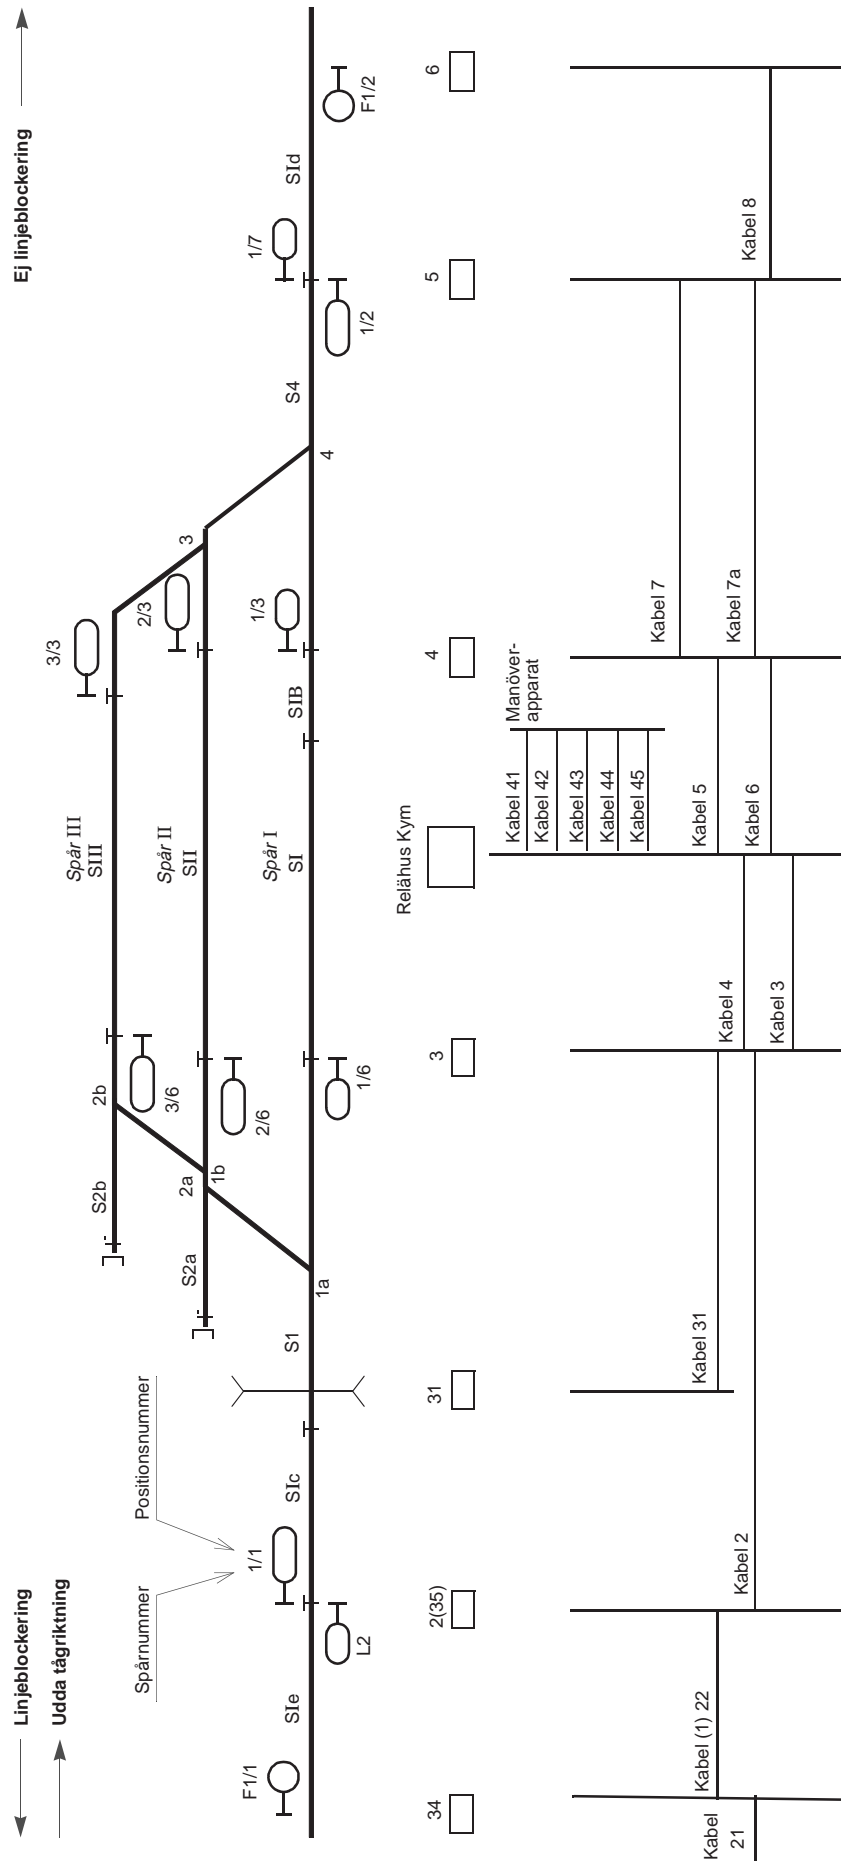 Linjeblockering
Ej linjeblockering
Udda tågriktning
Spårnummer
Positionsnummer
3/3
Spår III
SIII
S2b
2b
3/6
2/3
3
Spår II
SII
S2a
2a
1b
2/6
F1/1
SIe
1/1
SIc
S1
1a
Spår I
SI
SIB
1/3
S4
1/7
SId
L2
1/6
4
1/2
F1/2
34
2(35)
31
3
Relähus Kym
4
5
6
Manöver-
apparat
Kabel 41
Kabel 42
Kabel 43
Kabel 44
Kabel 45
Kabel
21
Kabel (1) 22
Kabel 2
Kabel 31
Kabel 4
Kabel 3
Kabel 5
Kabel 6
Kabel 7
Kabel 7a
Kabel 8